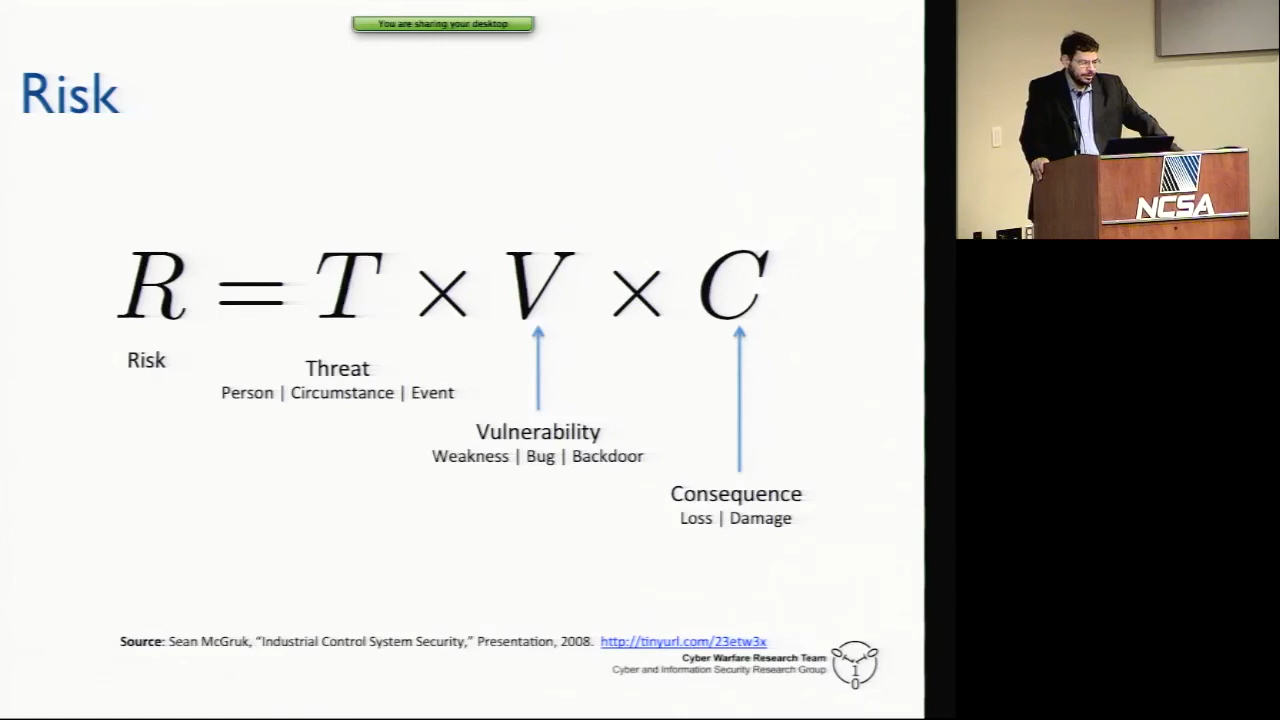 You are sharing your desktop
Risk
R = T × V × C
Risk
Threat
Person | Circumstance | Event
Vulnerability
Weakness | Bug | Backdoor
Consequence
Loss | Damage
Source: Sean McGruk, “Industrial Control System Security,” Presentation, 2008. http://tinyurl.com/23etw3x
Cyber Warfare Research Team
Cyber and Information Security Research Group
1
0
NCSA